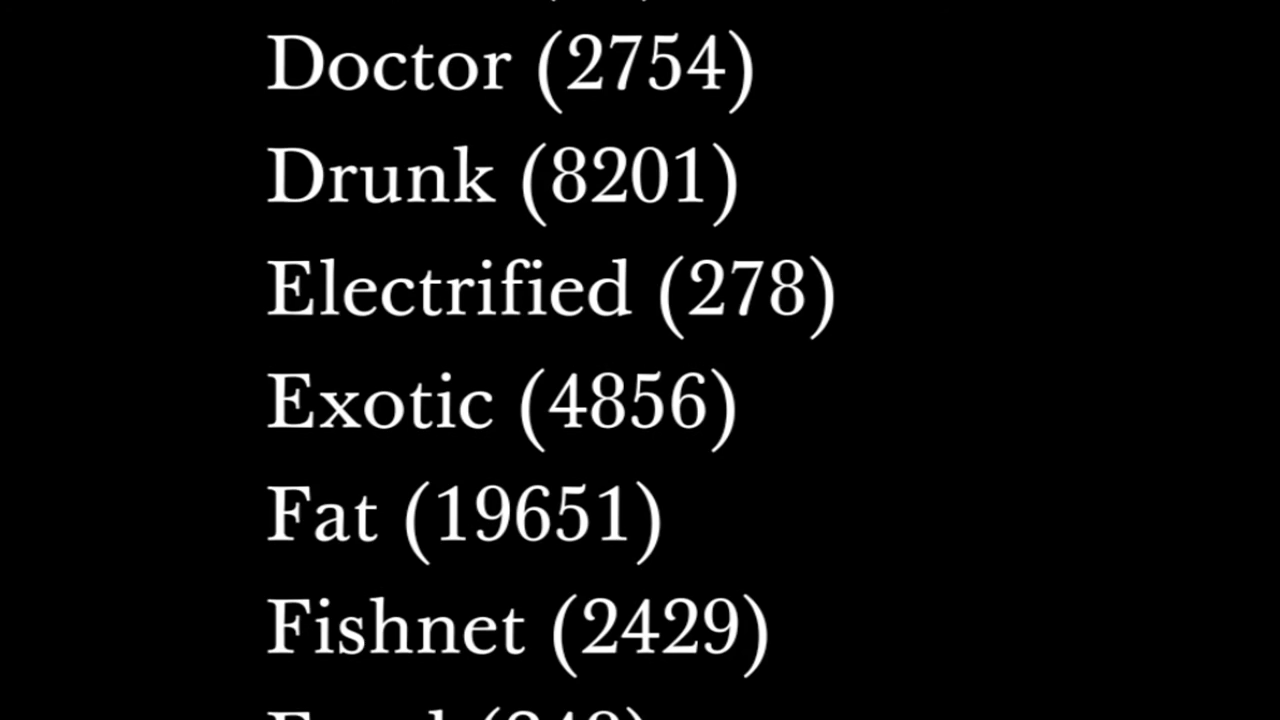 Doctor (2754)
Drunk (8201)
Electrified (278)
Exotic (4856)
Fat (19651)
Fishnet (2429)